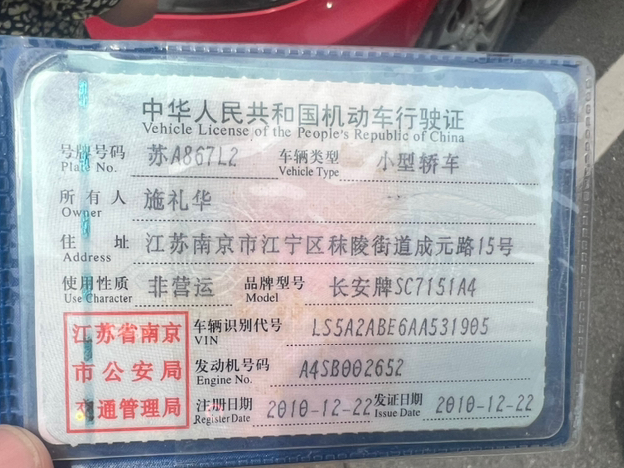 中华人民共和国机动车行驶证
Vehicle License of the People's Republic of China
号牌号码 苏A867L2 车辆类型 小型轿车
Plate No. Vehicle Type
所有人 施礼华
Owner
住址 江苏南京市江宁区秣陵街道成元路15号
Address
使用性质 非营运 品牌型号 长安牌SC7151A4
Use Character Model
江苏省南京
市公安局
交通管理局
车辆识别代号 LS5A2ABE6AA531905
VIN
发动机号码 A4SB002652
Engine No.
注册日期 2010-12-22 发证日期 2010-12-22
Register Date Issue Date